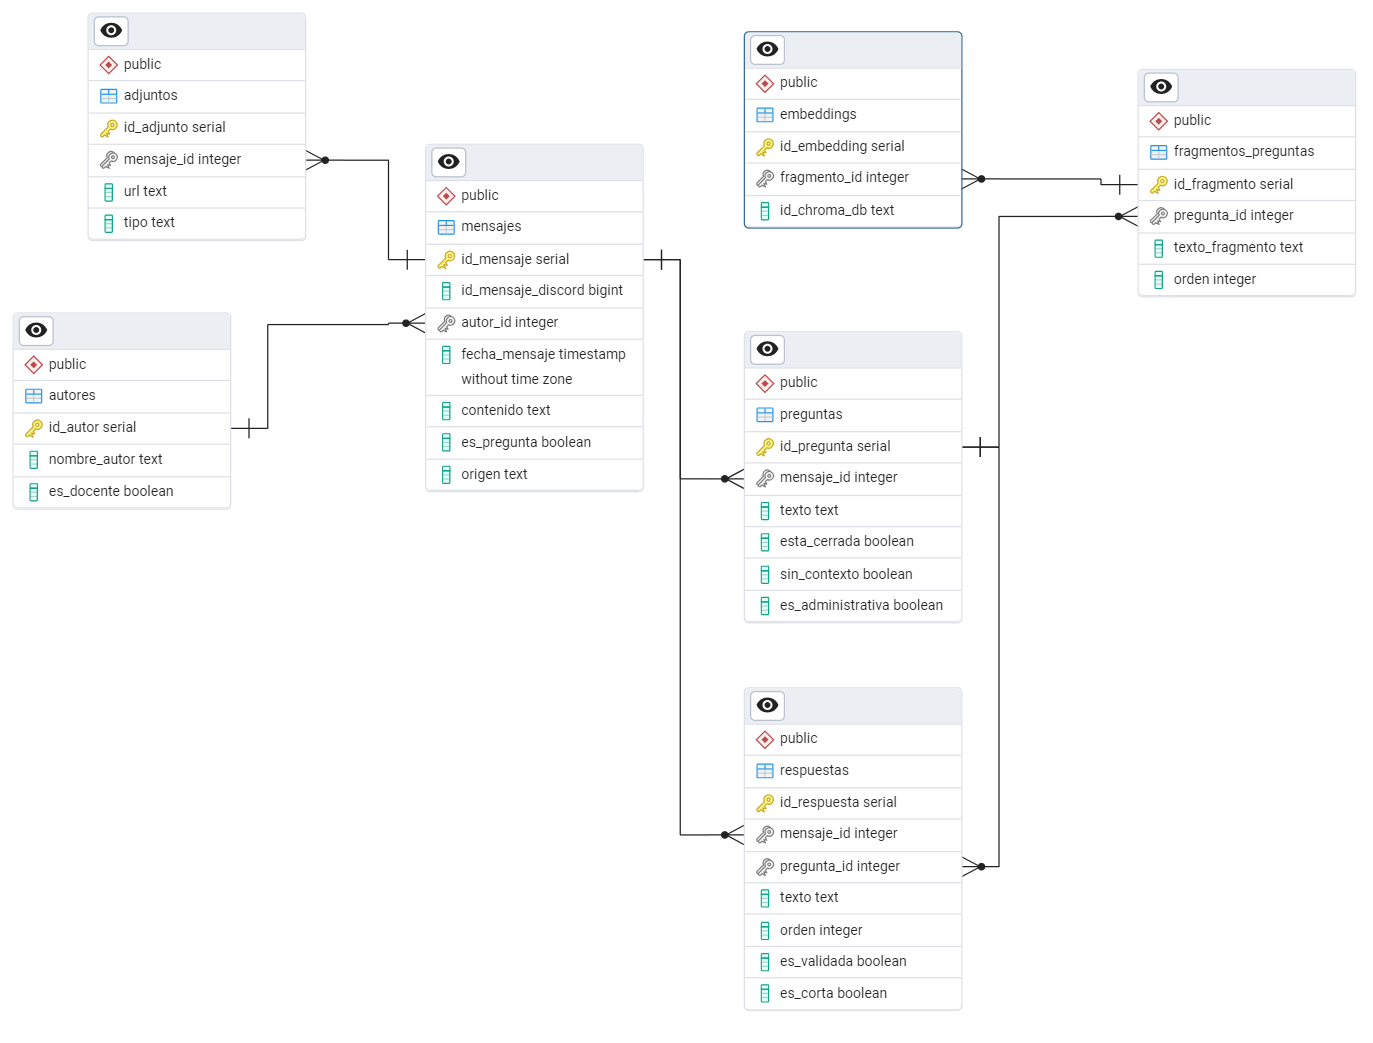 public
adjuntos
id_adjunto serial
mensaje_id integer
url text
tipo text
public
autores
id_autor serial
nombre_autor text
es_docente boolean
public
mensajes
id_mensaje serial
id_mensaje_discord bigint
autor_id integer
fecha_mensaje timestamp
without time zone
contenido text
es_pregunta boolean
origen text
public
embeddings
id_embedding serial
fragmento_id integer
id_chroma_db text
public
preguntas
id_pregunta serial
mensaje_id integer
texto text
esta_cerrada boolean
sin_contexto boolean
es_administrativa boolean
public
respuestas
id_respuesta serial
mensaje_id integer
pregunta_id integer
texto text
orden integer
es_validada boolean
es_corta boolean
public
fragmentos_preguntas
id_fragmento serial
pregunta_id integer
texto_fragmento text
orden integer